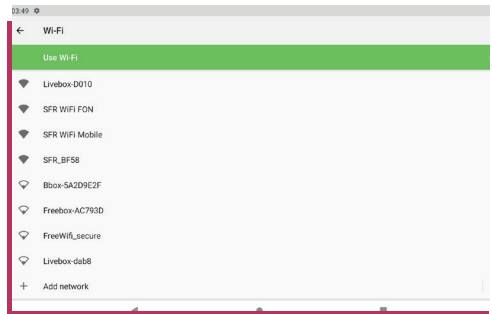 03:49
Wi-Fi
Use Wi-Fi
Livebox-D010
SFR WiFi FON
SFR WiFi Mobile
SFR_BF58
Bbox-5A2D9E2F
Freebox-AC793D
FreeWifi_secure
Livebox-dab8
Add network